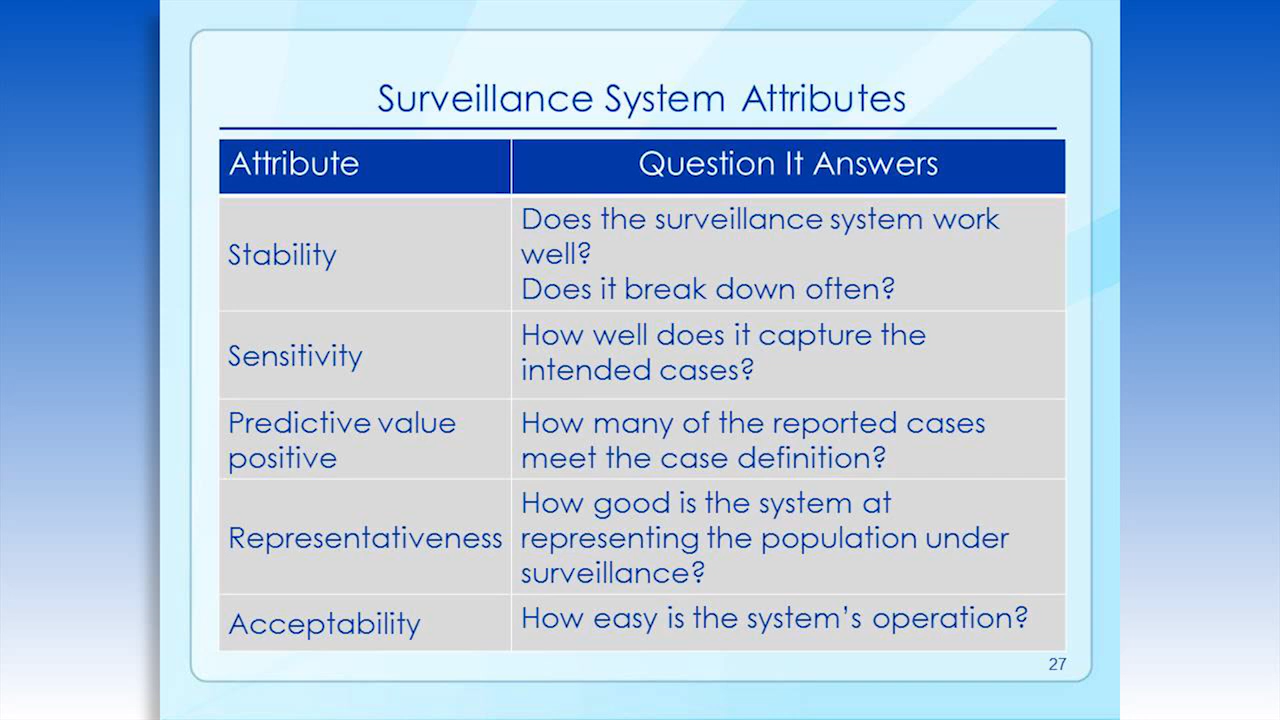 Surveillance System Attributes
Attribute
Question It Answers
Stability
Does the surveillance system work
well?
Does it break down often?
Sensitivity
How well does it capture the
intended cases?
Predictive value
positive
How many of the reported cases
meet the case definition?
Representativeness
How good is the system at
representing the population under
surveillance?
Acceptability
How easy is the system’s operation?
27